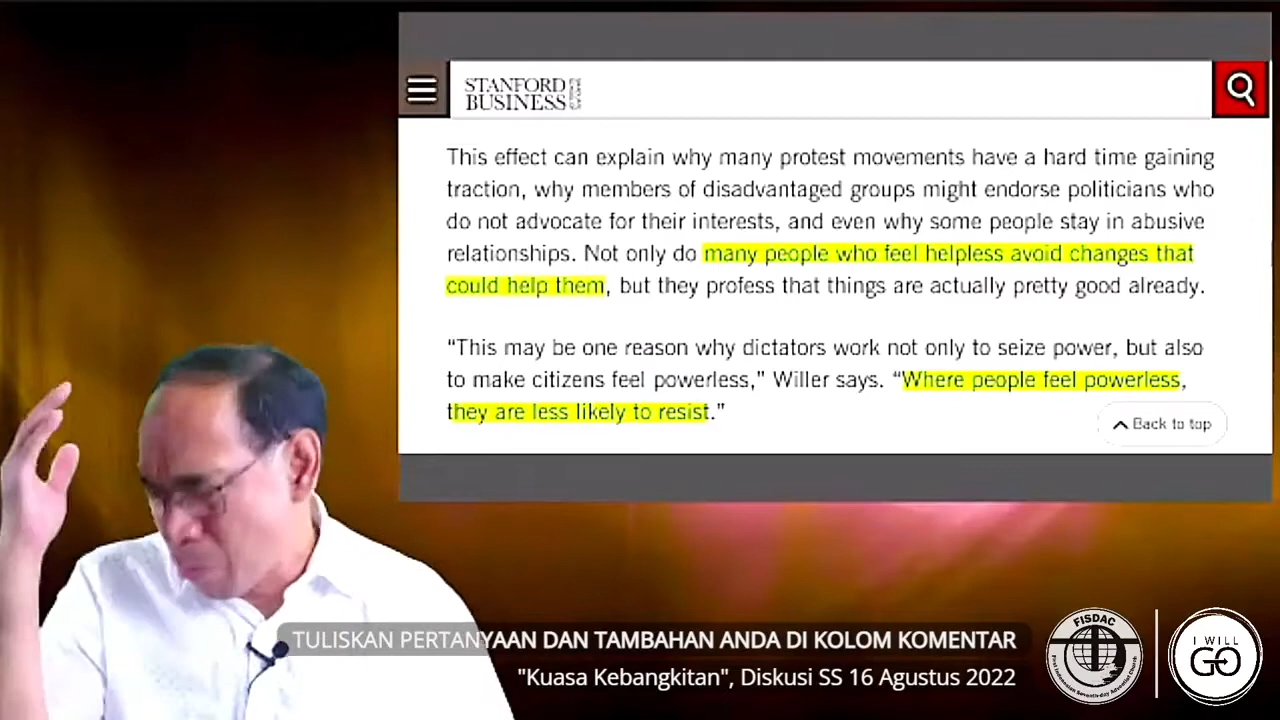 STANFORD
BUSINESS
This effect can explain why many protest movements have a hard time gaining
traction, why members of disadvantaged groups might endorse politicians who
do not advocate for their interests, and even why some people stay in abusive
relationships. Not only do many people who feel helpless avoid changes that
could help them, but they profess that things are actually pretty good already.
“This may be one reason why dictators work not only to seize power, but also
to make citizens feel powerless,” Willer says. “Where people feel powerless,
they are less likely to resist.”
Back to top
TULISKAN PERTANYAAN DAN TAMBAHAN ANDA DI KOLOM KOMENTAR
"Kuasa Kebangkitan", Diskusi SS 16 Agustus 2022
FISDAC
First Indonesian Seventh-day Adventist Church
I WILL
GO